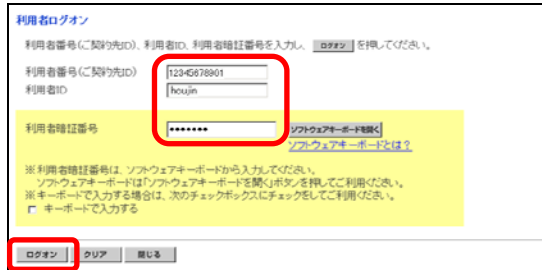 利用者ログオン
利用者番号(ご契約先ID)、利用者ID、利用者暗証番号を入力し、 ログオン を押してください。
利用者番号(ご契約先ID) 12345678901
利用者ID houjin
利用者暗証番号 ●●●●●●● ソフトウェアキーボードを開く
ソフトウェアキーボードとは？
※利用者暗証番号は、ソフトウェアキーボードから入力してください。
ソフトウェアキーボードは「ソフトウェアキーボードを開く」ボタンを押してご利用ください。
※キーボードで入力する場合は、次のチェックボックスにチェックをしてご利用ください。
キーボードで入力する
ログオン クリア 閉じる